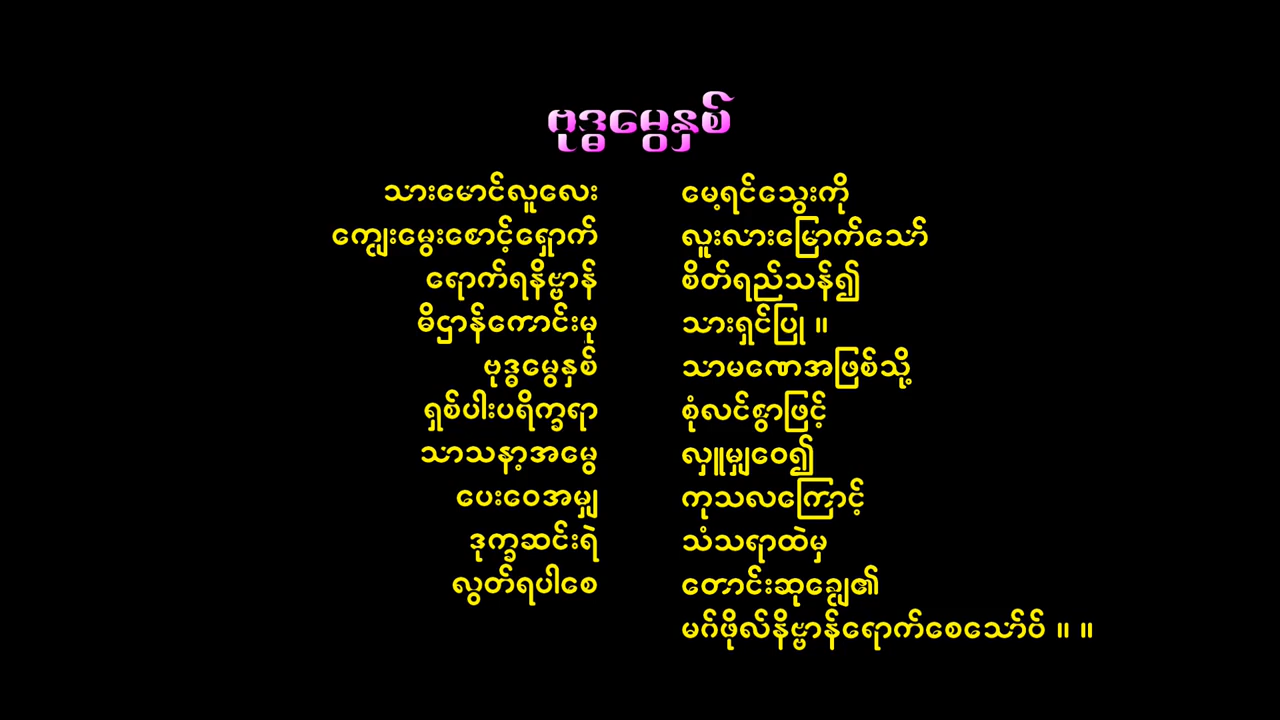 ဗုဒ္ဓမွေနှစ်
သားမောင်လူလေး မေ့ရင်သွေးကို
ကျွေးမွေးစောင့်ရှောက် လူးလားမြောက်သော်
ရောက်ရနိဗ္ဗာန် စိတ်ရည်သန်၍
ဓိဌာန်ကောင်းမှု သားရှင်ပြု ။
ဗုဒ္ဓမွေနှစ် သာမဏေအဖြစ်သို့
ရှစ်ပါးပရိက္ခရာ စုံလင်စွာဖြင့်
သာသနာ့အမွေ လှူမျှဝေ၍
ပေးဝေအမျှ ကုသလကြောင့်
ဒုက္ခဆင်းရဲ သံသရာထဲမှ
လွတ်ရပါစေ တောင်းဆုချွေ၏
မဂ်ဖိုလ်နိဗ္ဗာန်ရောက်စေသော်ဝ် ။ ။